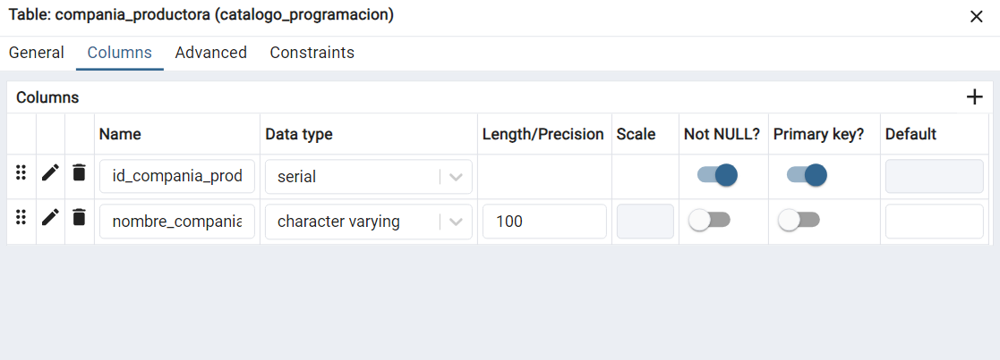 Table: compania_productora (catalogo_programacion)
General Columns Advanced Constraints
Columns
Name Data type Length/Precision Scale Not NULL? Primary key? Default
id_compania_prod serial
nombre_compania character varying 100